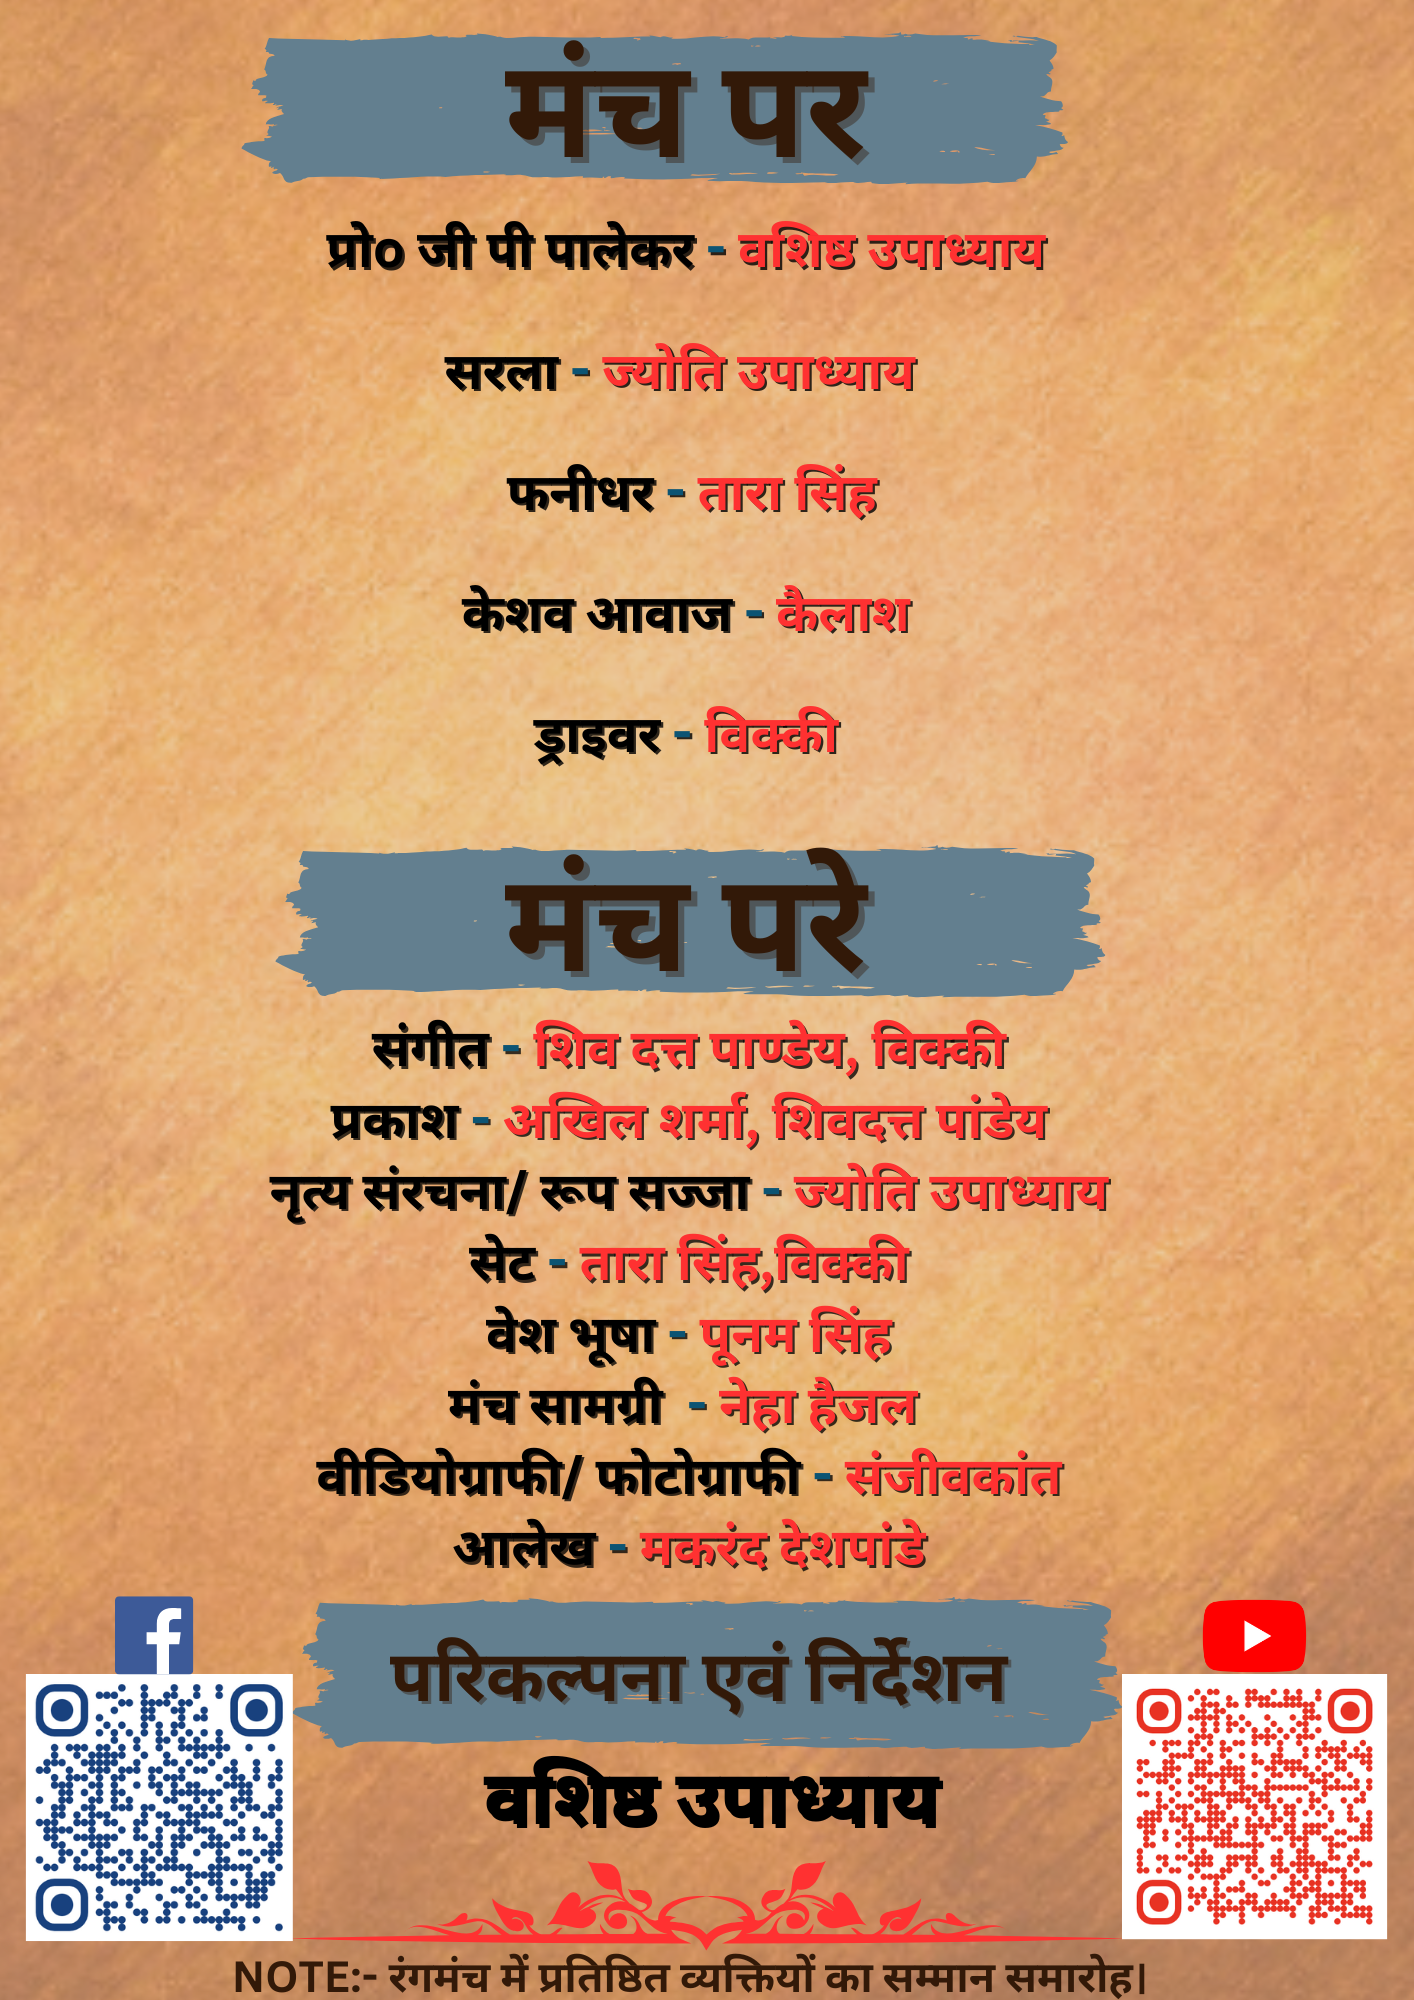 मंच पर
प्रो० जी पी पालेकर - वशिष्ठ उपाध्याय
सरला - ज्योति उपाध्याय
फनीधर - तारा सिंह
केशव आवाज - कैलाश
ड्राइवर - विक्की
मंच परे
संगीत - शिव दत्त पाण्डेय, विक्की
प्रकाश - अखिल शर्मा, शिवदत्त पांडेय
नृत्य संरचना/ रूप सज्जा - ज्योति उपाध्याय
सेट - तारा सिंह,विक्की
वेश भूषा - पूनम सिंह
मंच सामग्री - नेहा हैजल
वीडियोग्राफी/ फोटोग्राफी - संजीवकांत
आलेख - मकरंद देशपांडे
परिकल्पना एवं निर्देशन
वशिष्ठ उपाध्याय
NOTE:- रंगमंच में प्रतिष्ठित व्यक्तियों का सम्मान समारोह।